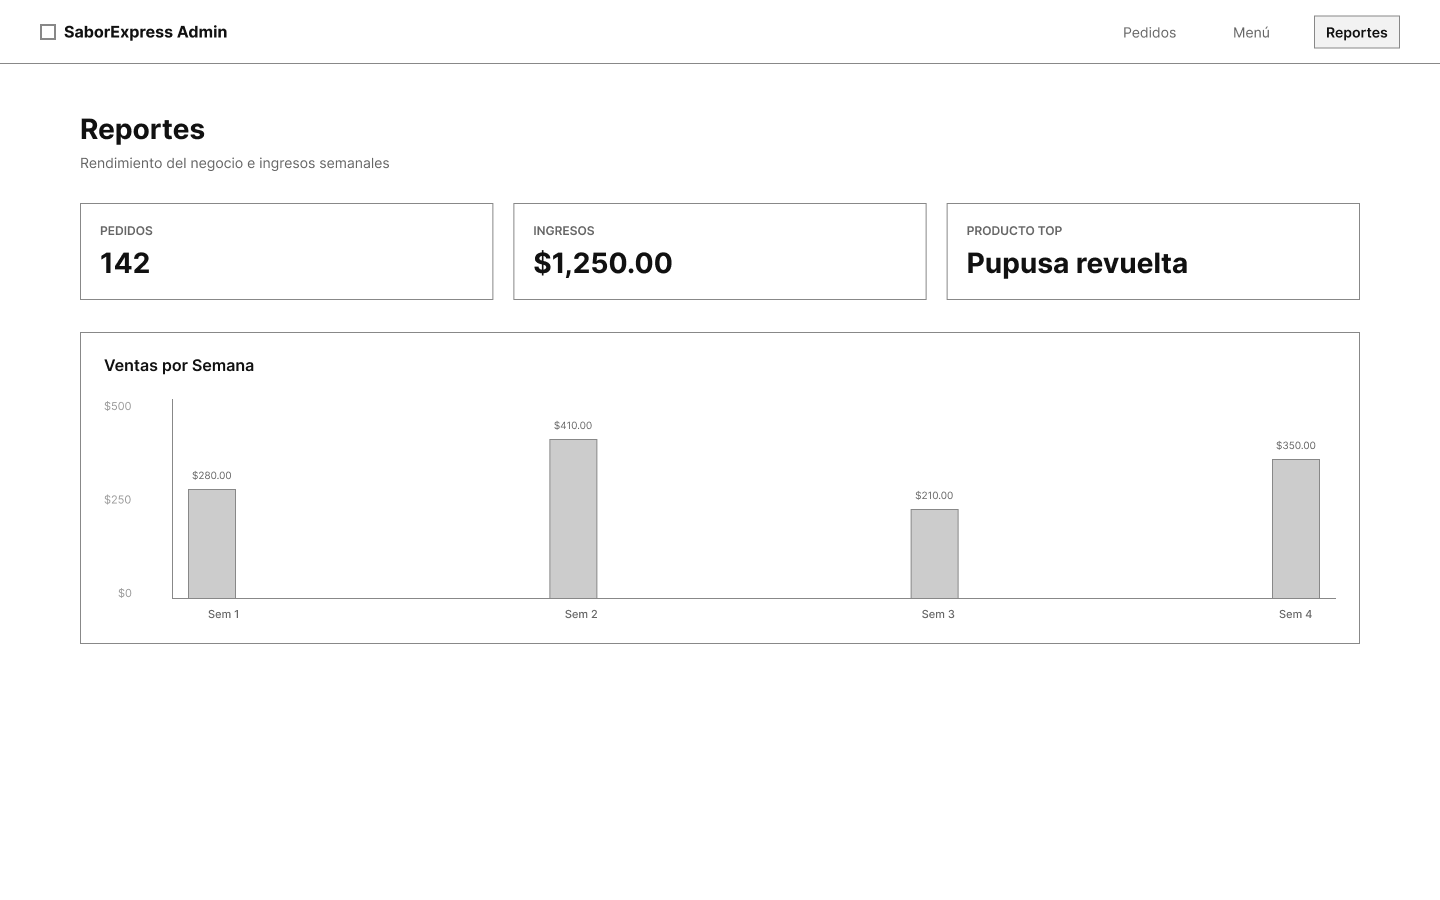 SaborExpress Admin
Pedidos
Menú
Reportes
Reportes
Rendimiento del negocio e ingresos semanales
PEDIDOS
142
INGRESOS
$1,250.00
PRODUCTO TOP
Pupusa revuelta
Ventas por Semana
$500
$250
$0
$280.00
$410.00
$210.00
$350.00
Sem 1
Sem 2
Sem 3
Sem 4